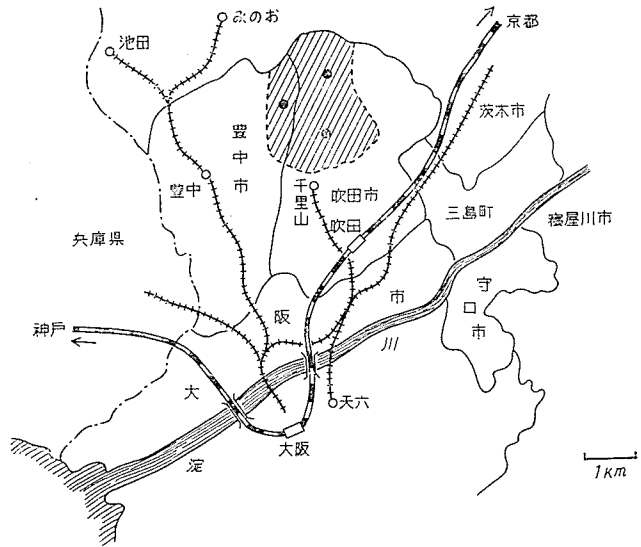 みのお
池田
京都
茨木市
豊中市
豊中
千里山
吹田市
吹田
三島町
寝屋川市
兵庫県
守口市
大阪市
神戸
淀川
天六
大阪
1km